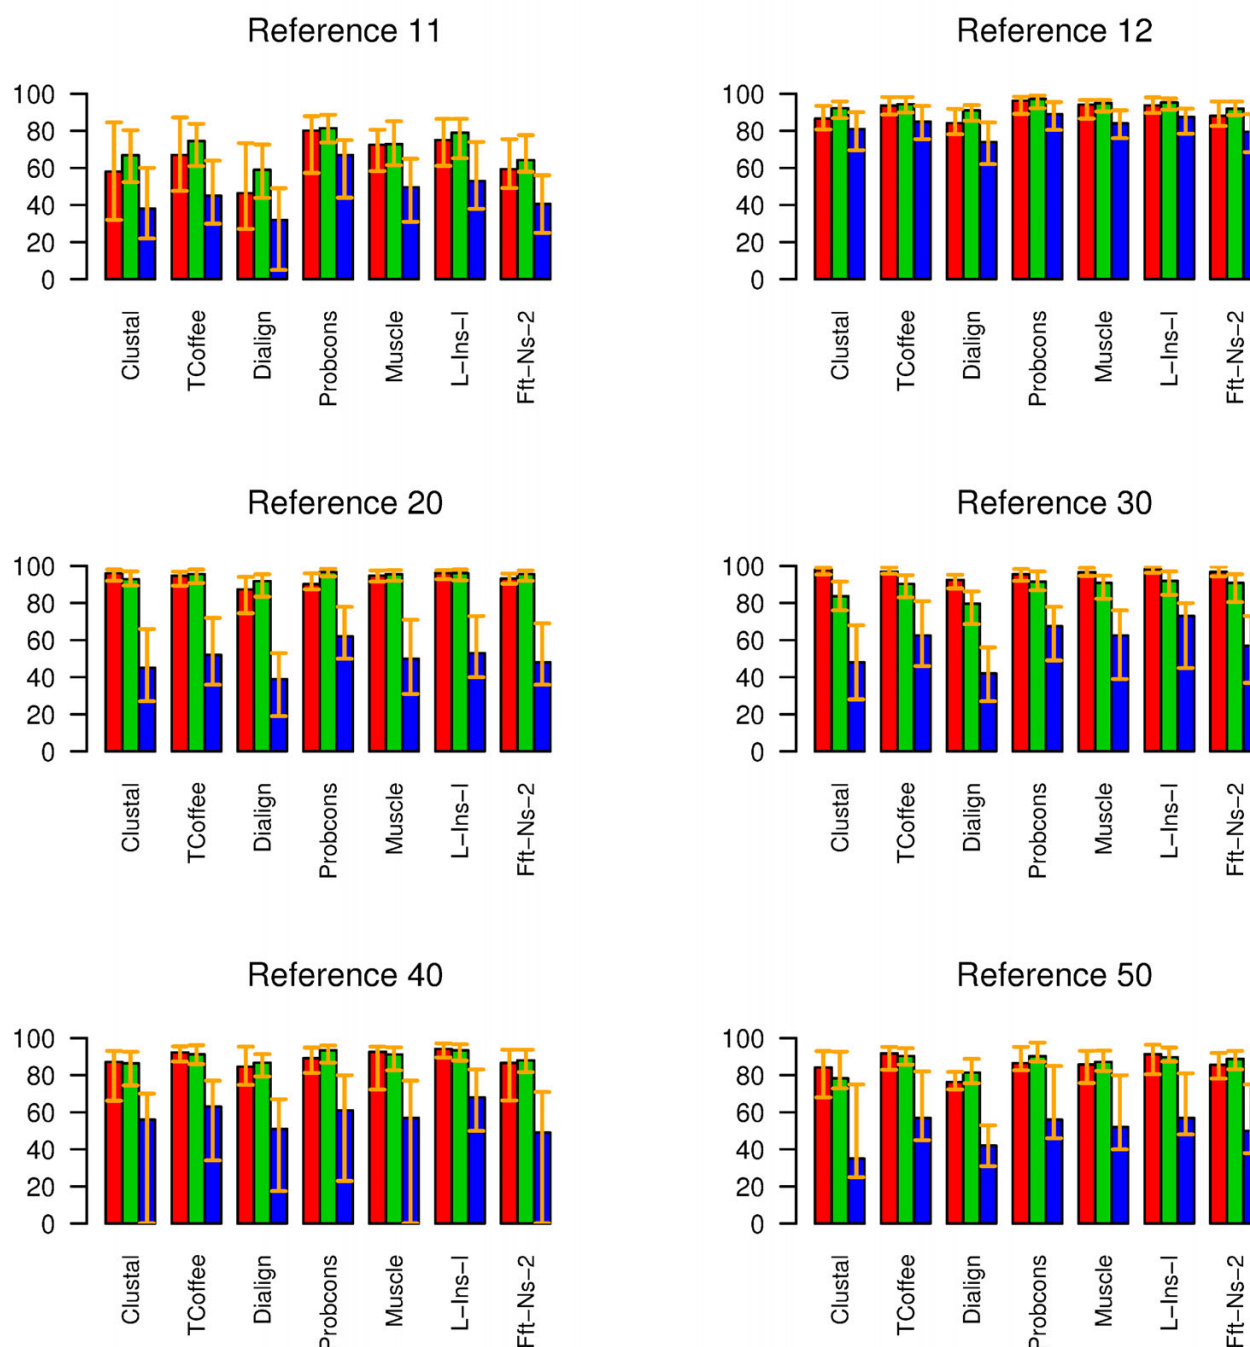 Reference 11
100
80
60
40
20
0
Clustal
TCoffee
Dialign
Probcons
Muscle
L-Ins-I
Fft-Ns-2
Reference 12
100
80
60
40
20
0
Clustal
TCoffee
Dialign
Probcons
Muscle
L-Ins-I
Fft-Ns-2
Reference 20
100
80
60
40
20
0
Clustal
TCoffee
Dialign
Probcons
Muscle
L-Ins-I
Fft-Ns-2
Reference 30
100
80
60
40
20
0
Clustal
TCoffee
Dialign
Probcons
Muscle
L-Ins-I
Fft-Ns-2
Reference 40
100
80
60
40
20
0
Clustal
TCoffee
Dialign
Probcons
Muscle
L-Ins-I
Fft-Ns-2
Reference 50
100
80
60
40
20
0
Clustal
TCoffee
Dialign
Probcons
Muscle
L-Ins-I
Fft-Ns-2